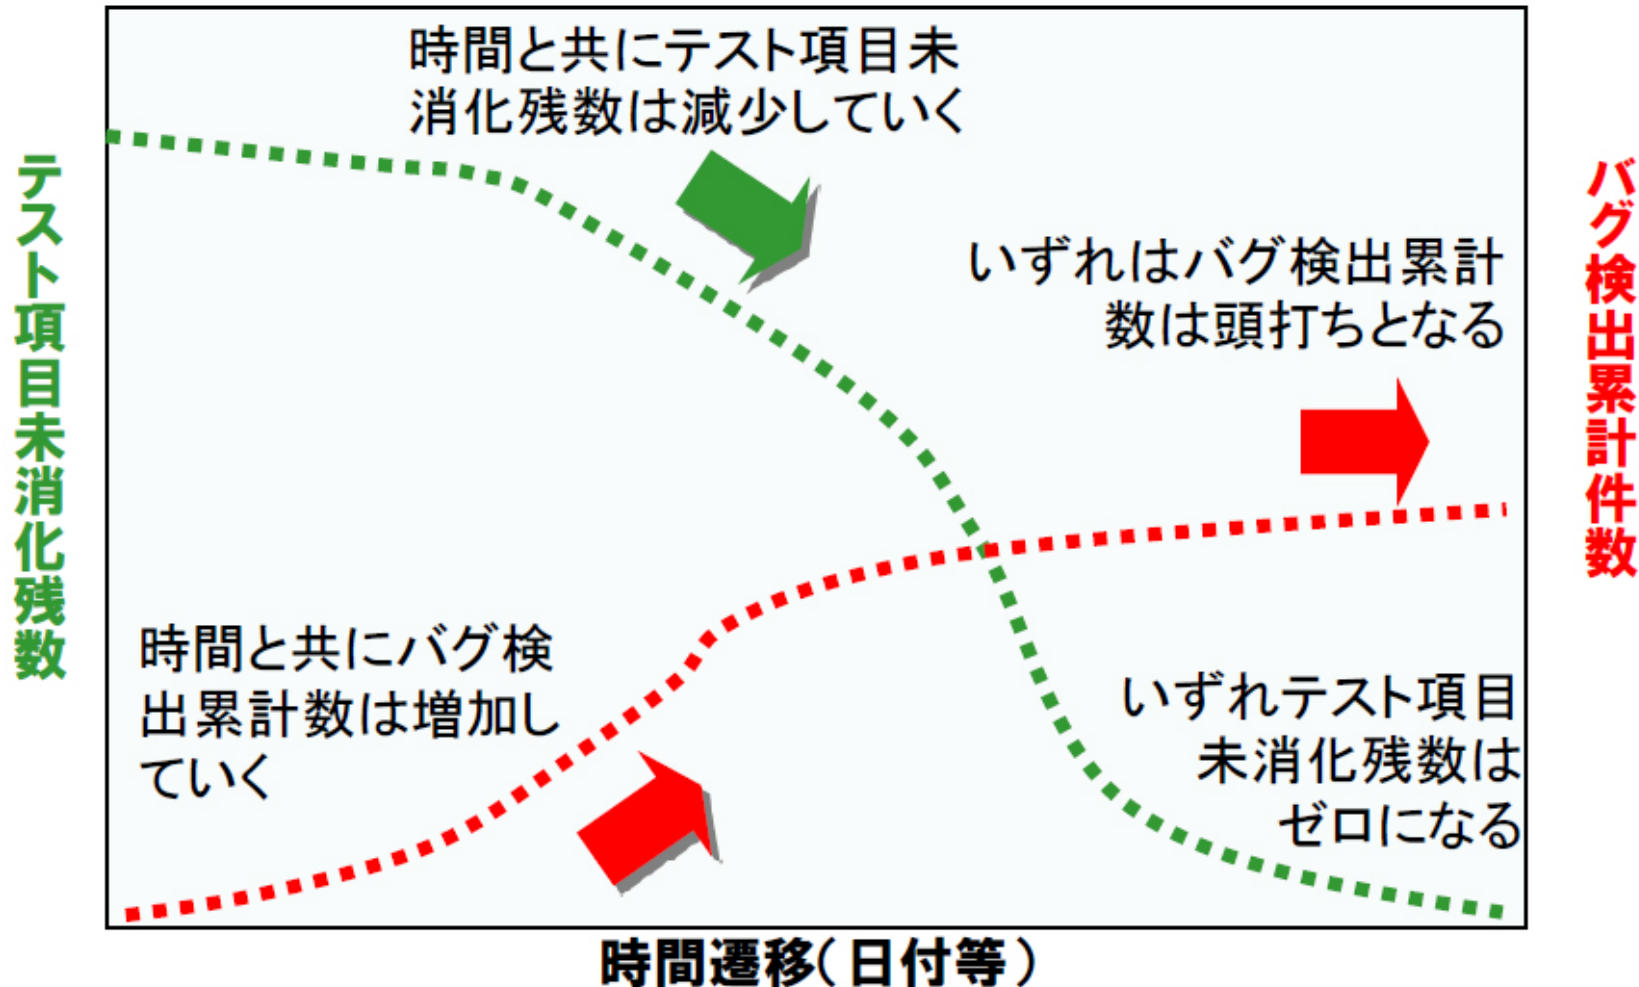 時間と共にテスト項目未
消化残数は減少していく
テスト項目未消化残数
バグ検出累計件数
いずれはバグ検出累計
数は頭打ちとなる
時間と共にバグ検
出累計数は増加し
ていく
いずれテスト項目
未消化残数は
ゼロになる
時間遷移(日付等)